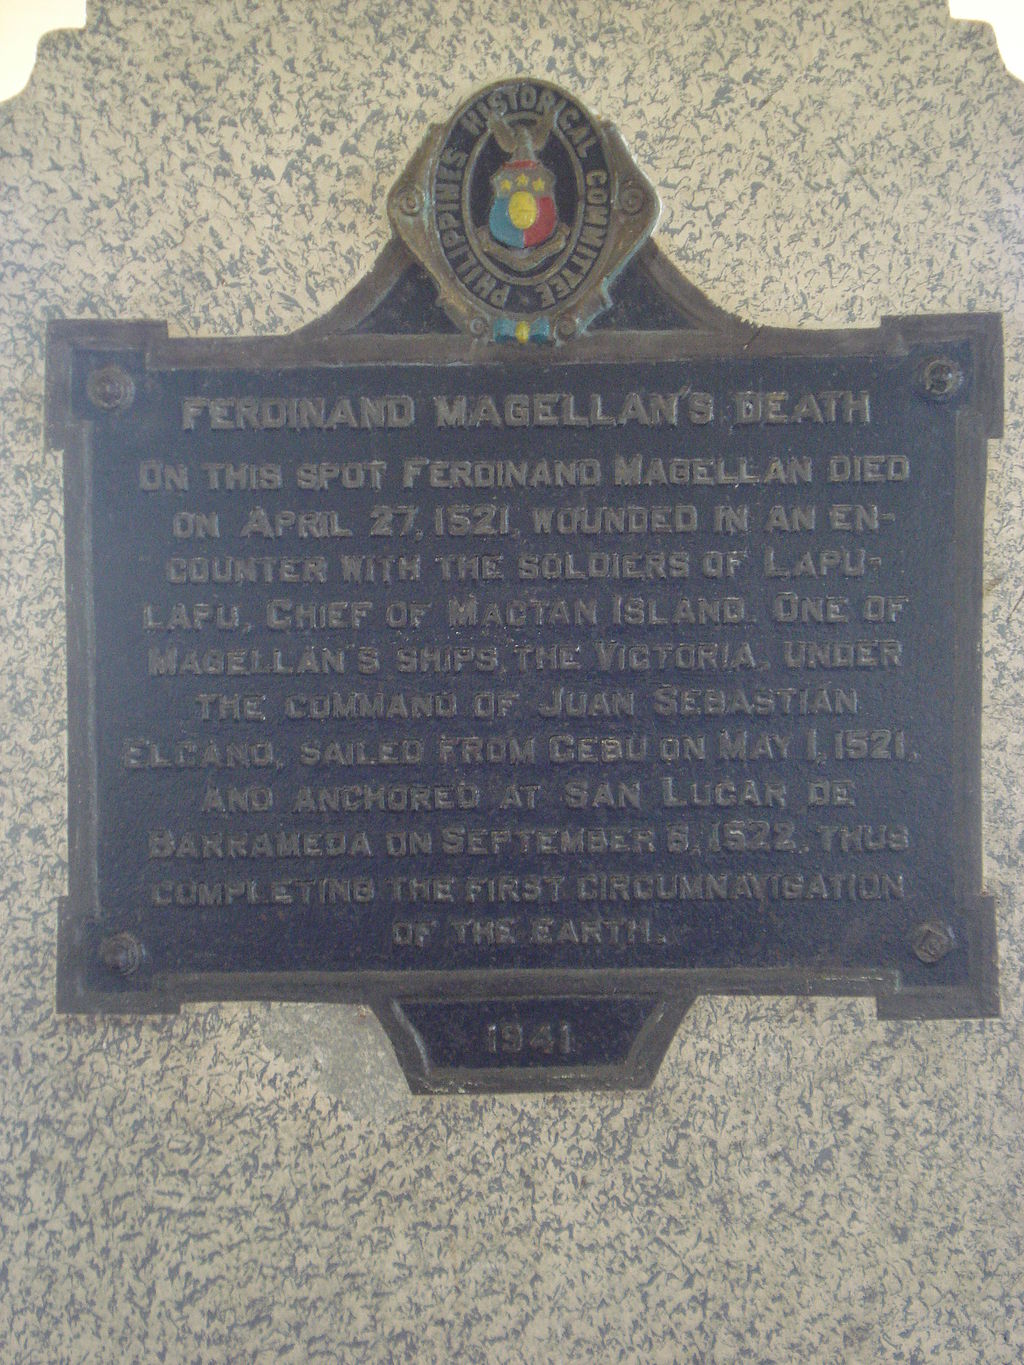 PHILIPPINES HISTORICAL COMMITTEE
FERDINAND MAGELLAN'S DEATH
ON THIS SPOT FERDINAND MAGELLAN DIED
ON APRIL 27, 1521, WOUNDED IN AN EN-
COUNTER WITH THE SOLDIERS OF LAPU-
LAPU, CHIEF OF MACTAN ISLAND. ONE OF
MAGELLAN'S SHIPS, THE VICTORIA, UNDER
THE COMMAND OF JUAN SEBASTIAN
ELCANO, SAILED FROM CEBU ON MAY 1, 1521,
AND ANCHORED AT SAN LUCAR DE
BARRAMEDA ON SEPTEMBER 6, 1522, THUS
COMPLETING THE FIRST CIRCUMNAVIGATION
OF THE EARTH.
1941